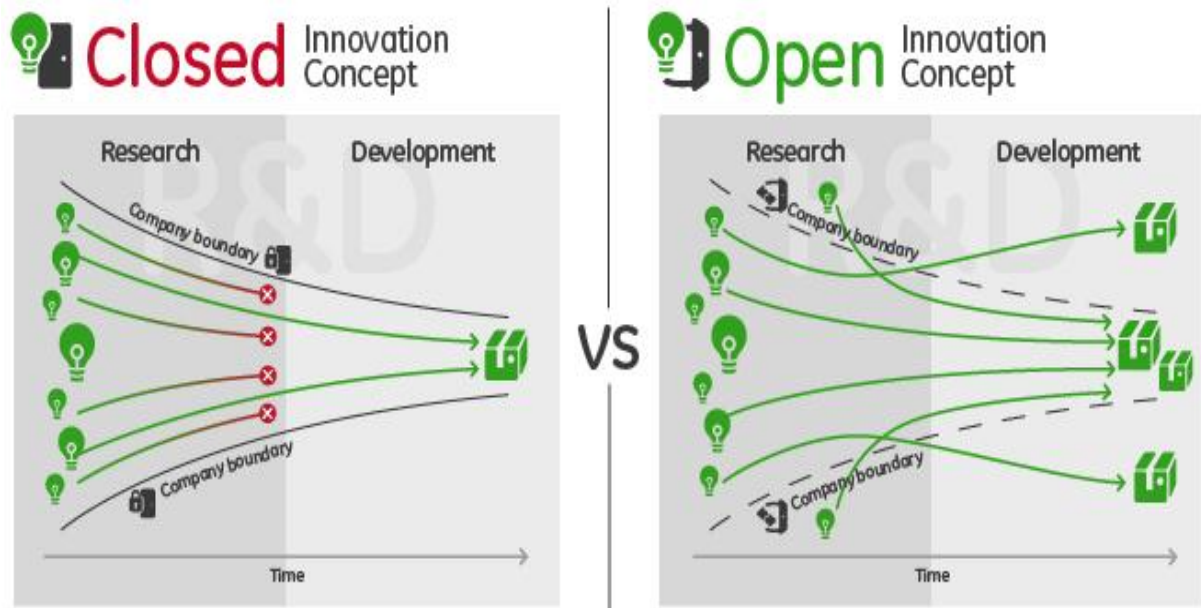 Closed Innovation
Concept
R&D
Research
Development
Company boundary
Company boundary
Time
VS
Open Innovation
Concept
R&D
Research
Development
Company boundary
Company boundary
Time